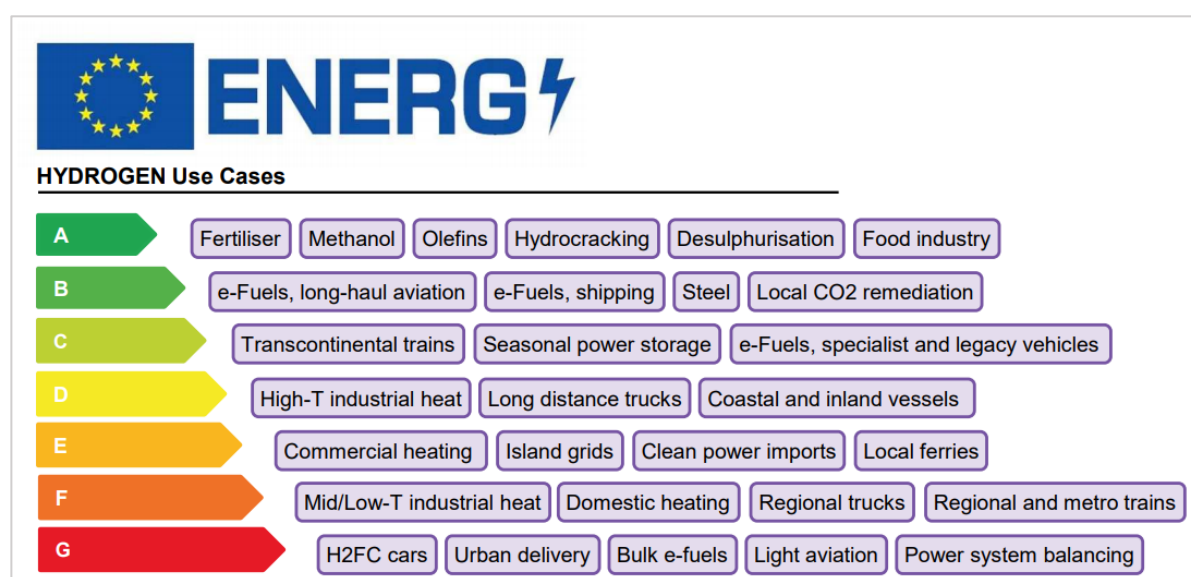 ENERG
HYDROGEN Use Cases
A Fertiliser Methanol Olefins Hydrocracking Desulphurisation Food industry
B e-Fuels, long-haul aviation e-Fuels, shipping Steel Local CO2 remediation
C Transcontinental trains Seasonal power storage e-Fuels, specialist and legacy vehicles
D High-T industrial heat Long distance trucks Coastal and inland vessels
E Commercial heating Island grids Clean power imports Local ferries
F Mid/Low-T industrial heat Domestic heating Regional trucks Regional and metro trains
G H2FC cars Urban delivery Bulk e-fuels Light aviation Power system balancing